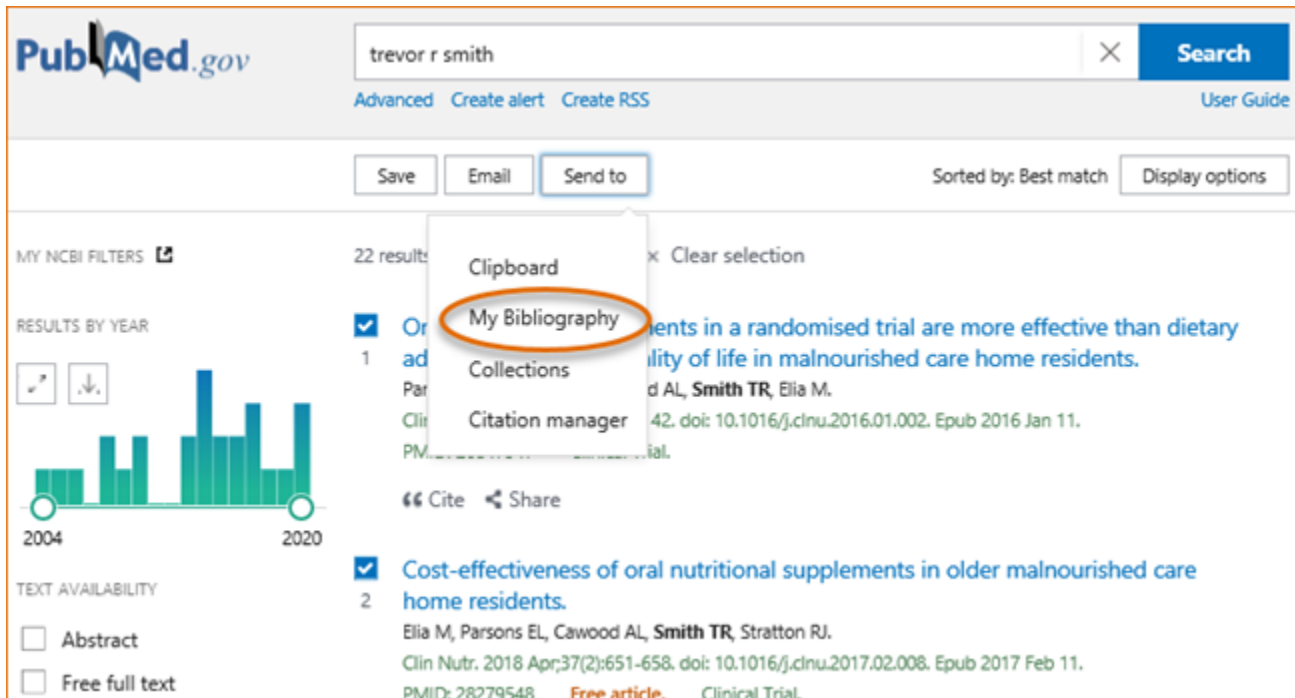 PubMed.gov
trevor r smith
Search
Advanced Create alert Create RSS
User Guide
Save Email Send to
Sorted by: Best match Display options
MY NCBI FILTERS
22 results
× Clear selection
Clipboard
My Bibliography
Collections
Citation manager
RESULTS BY YEAR
2004 2020
TEXT AVAILABILITY
Abstract
Free full text
1
in a randomised trial are more effective than dietary
of life in malnourished care home residents.
AL, Smith TR, Elia M.
42. doi: 10.1016/j.clnu.2016.01.002. Epub 2016 Jan 11.
Cite Share
2
Cost-effectiveness of oral nutritional supplements in older malnourished care
home residents.
Elia M, Parsons EL, Cawood AL, Smith TR, Stratton RJ.
Clin Nutr. 2018 Apr;37(2):651-658. doi: 10.1016/j.clnu.2017.02.008. Epub 2017 Feb 11.
PMID: 28279548 Free article. Clinical Trial.